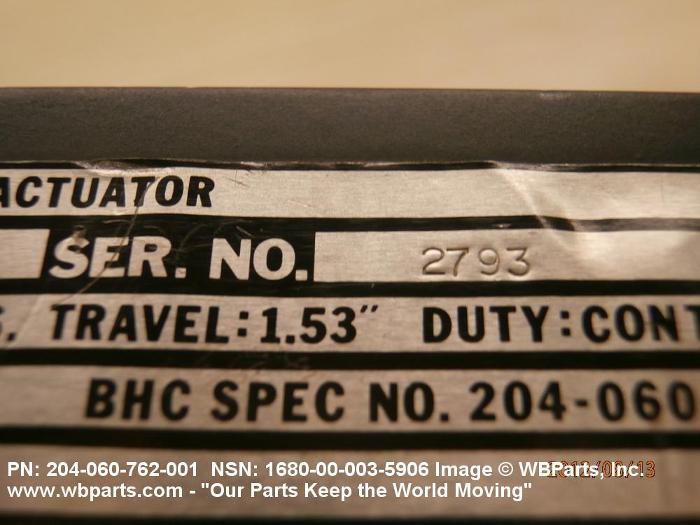 ACTUATOR
SER. NO. 2793
S. TRAVEL:1.53" DUTY:CONT
BHC SPEC NO. 204-060
PN: 204-060-762-001 NSN: 1680-00-003-5906 Image © WBParts, Inc.
www.wbparts.com - "Our Parts Keep the World Moving"